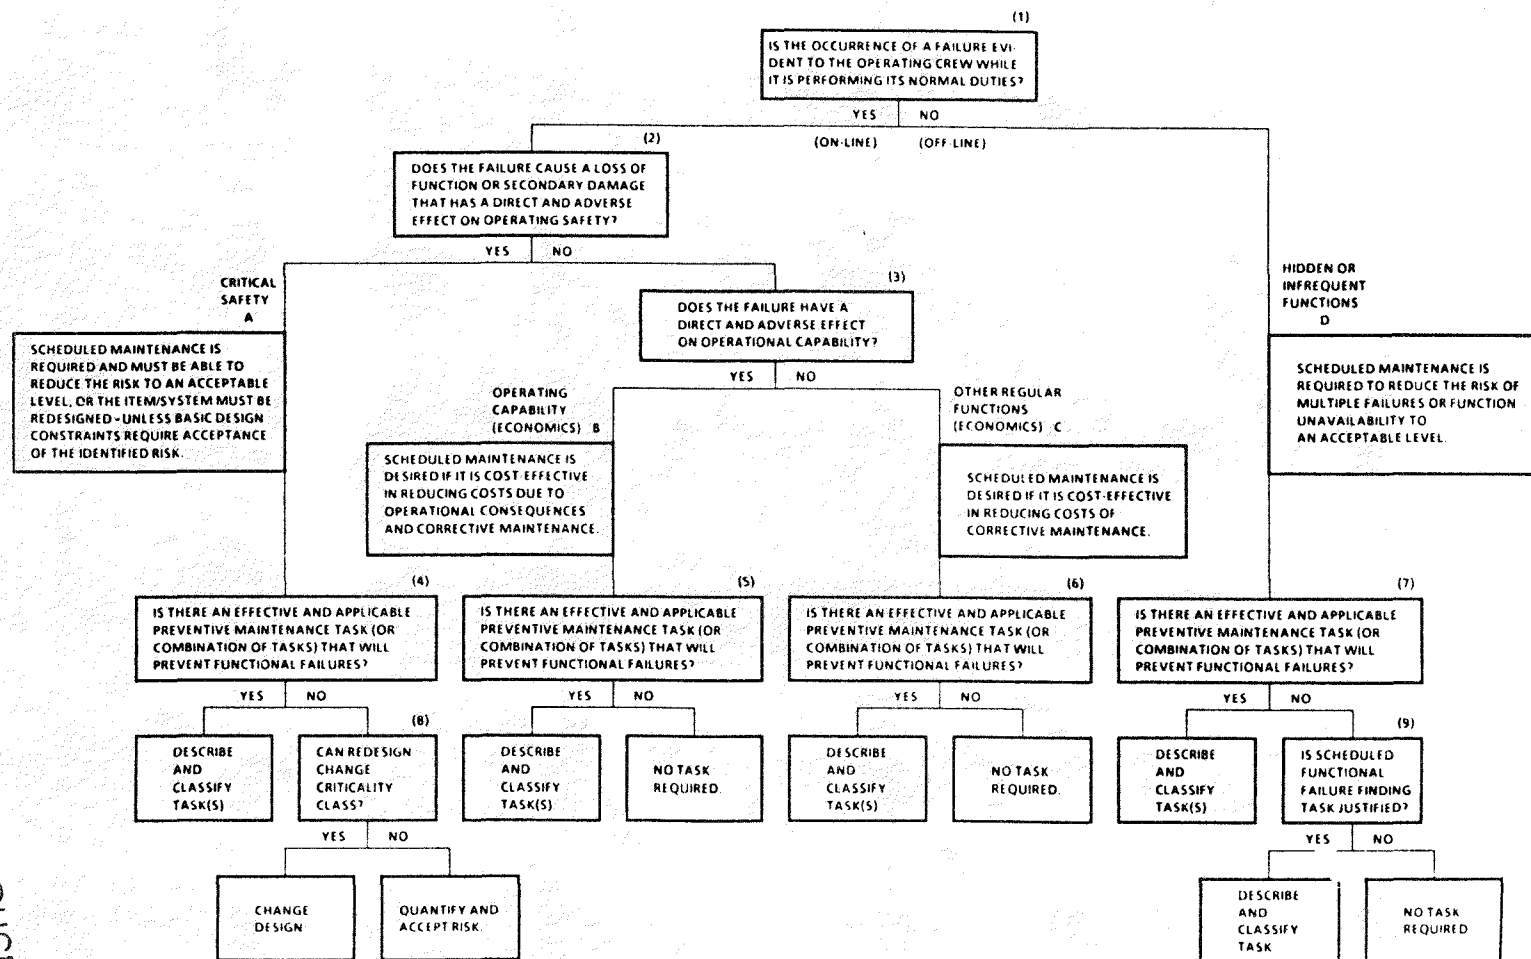 (1)
IS THE OCCURRENCE OF A FAILURE EVI-
DENT TO THE OPERATING CREW WHILE
IT IS PERFORMING ITS NORMAL DUTIES?
YES NO
(ON-LINE) (OFF-LINE)
(2)
DOES THE FAILURE CAUSE A LOSS OF
FUNCTION OR SECONDARY DAMAGE
THAT HAS A DIRECT AND ADVERSE
EFFECT ON OPERATING SAFETY?
YES NO
CRITICAL
SAFETY
A
SCHEDULED MAINTENANCE IS
REQUIRED AND MUST BE ABLE TO
REDUCE THE RISK TO AN ACCEPTABLE
LEVEL, OR THE ITEM/SYSTEM MUST BE
REDESIGNED - UNLESS BASIC DESIGN
CONSTRAINTS REQUIRE ACCEPTANCE
OF THE IDENTIFIED RISK.
(3)
DOES THE FAILURE HAVE A
DIRECT AND ADVERSE EFFECT
ON OPERATIONAL CAPABILITY?
YES NO
HIDDEN OR
INFREQUENT
FUNCTIONS
D
SCHEDULED MAINTENANCE IS
REQUIRED TO REDUCE THE RISK OF
MULTIPLE FAILURES OR FUNCTION
UNAVAILABILITY TO
AN ACCEPTABLE LEVEL.
OPERATING
CAPABILITY
(ECONOMICS) B
SCHEDULED MAINTENANCE IS
DESIRED IF IT IS COST-EFFECTIVE
IN REDUCING COSTS DUE TO
OPERATIONAL CONSEQUENCES
AND CORRECTIVE MAINTENANCE.
OTHER REGULAR
FUNCTIONS
(ECONOMICS) C
SCHEDULED MAINTENANCE IS
DESIRED IF IT IS COST-EFFECTIVE
IN REDUCING COSTS OF
CORRECTIVE MAINTENANCE.
(4)
IS THERE AN EFFECTIVE AND APPLICABLE
PREVENTIVE MAINTENANCE TASK (OR
COMBINATION OF TASKS) THAT WILL
PREVENT FUNCTIONAL FAILURES?
YES NO
(5)
IS THERE AN EFFECTIVE AND APPLICABLE
PREVENTIVE MAINTENANCE TASK (OR
COMBINATION OF TASKS) THAT WILL
PREVENT FUNCTIONAL FAILURES?
YES NO
(6)
IS THERE AN EFFECTIVE AND APPLICABLE
PREVENTIVE MAINTENANCE TASK (OR
COMBINATION OF TASKS) THAT WILL
PREVENT FUNCTIONAL FAILURES?
YES NO
(7)
IS THERE AN EFFECTIVE AND APPLICABLE
PREVENTIVE MAINTENANCE TASK (OR
COMBINATION OF TASKS) THAT WILL
PREVENT FUNCTIONAL FAILURES?
YES NO
DESCRIBE
AND
CLASSIFY
TASK(S)
(8)
CAN REDESIGN
CHANGE
CRITICALITY
CLASS?
YES NO
DESCRIBE
AND
CLASSIFY
TASK(S)
NO TASK
REQUIRED.
DESCRIBE
AND
CLASSIFY
TASK(S)
NO TASK
REQUIRED.
DESCRIBE
AND
CLASSIFY
TASK(S)
(9)
IS SCHEDULED
FUNCTIONAL
FAILURE FINDING
TASK JUSTIFIED?
YES NO
CHANGE
DESIGN
QUANTIFY AND
ACCEPT RISK.
DESCRIBE
AND
CLASSIFY
TASK
NO TASK
REQUIRED